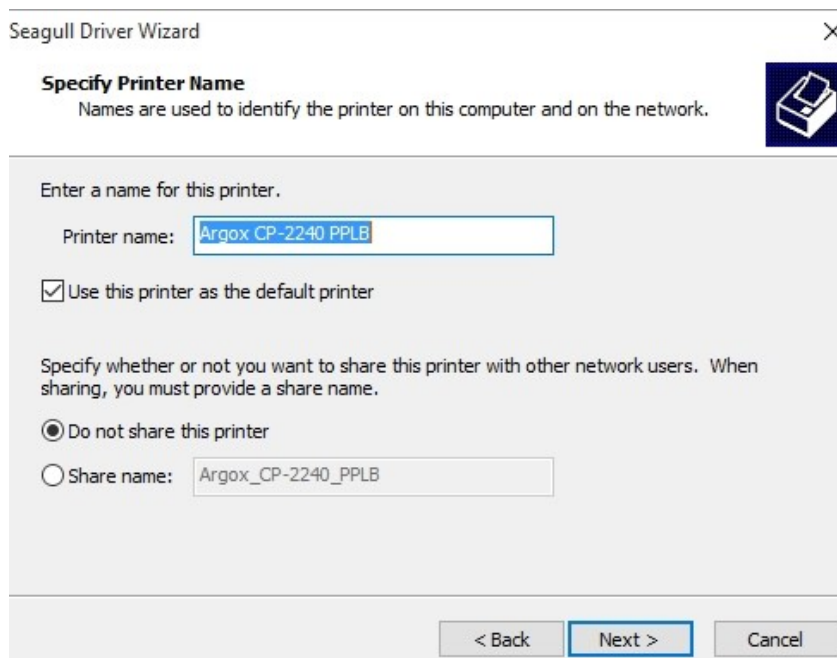 Seagull Driver Wizard
Specify Printer Name
Names are used to identify the printer on this computer and on the network.
Enter a name for this printer.
Printer name: Argox CP-2240 PPLB
Use this printer as the default printer
Specify whether or not you want to share this printer with other network users.  When
sharing, you must provide a share name.
Do not share this printer
Share name: Argox_CP-2240_PPLB
< Back Next > Cancel